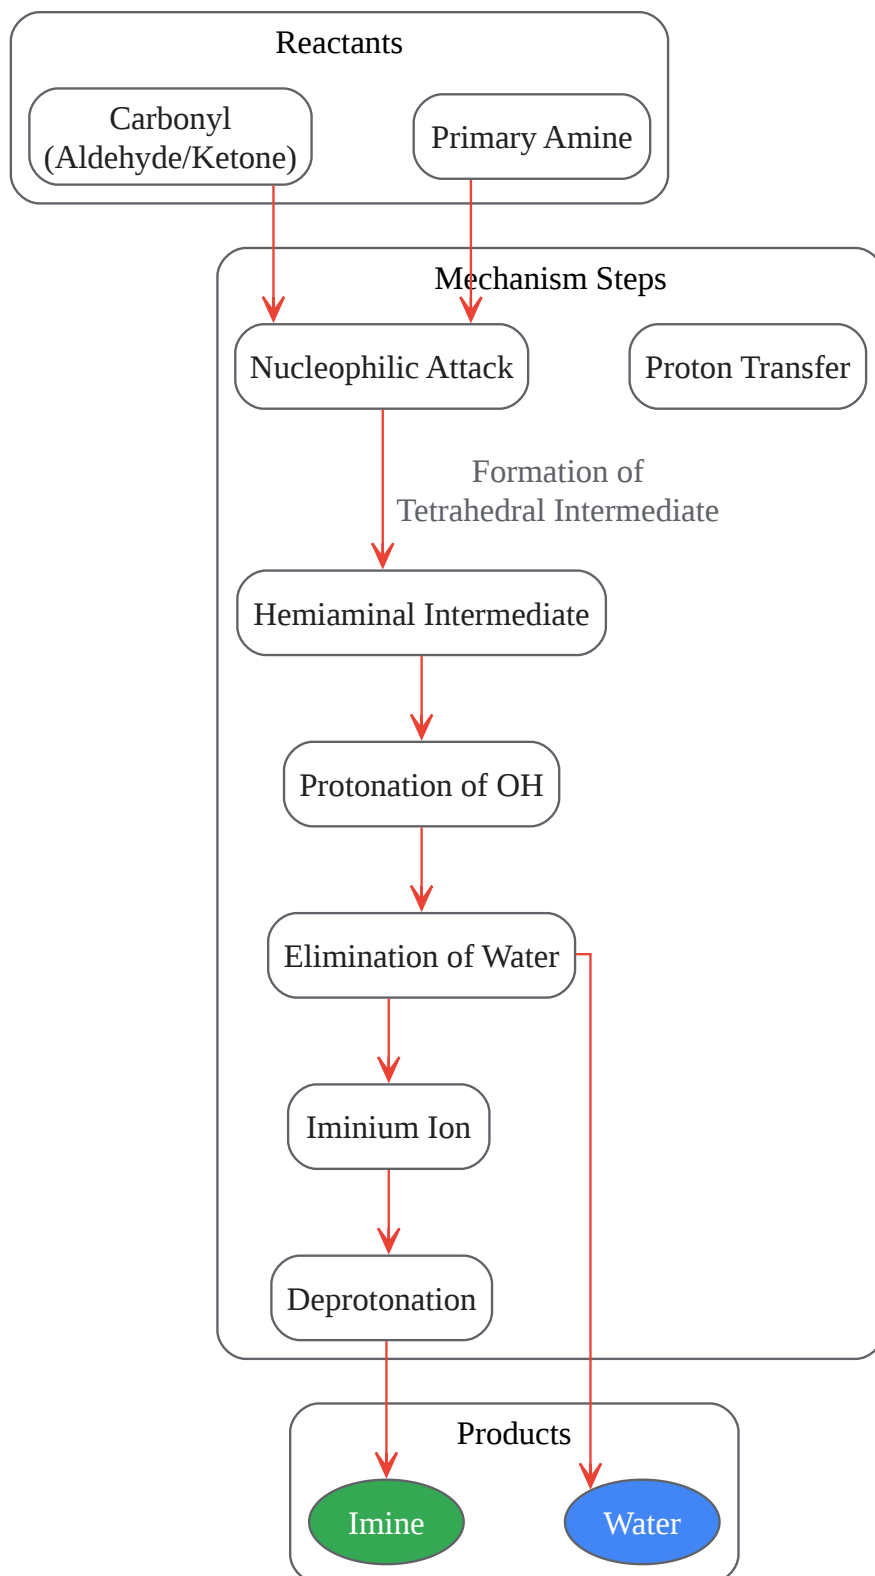 Reactants
Carbonyl
(Aldehyde/Ketone)
Primary Amine
Mechanism Steps
Nucleophilic Attack
Proton Transfer
Formation of
Tetrahedral Intermediate
Hemiaminal Intermediate
Protonation of OH
Elimination of Water
Iminium Ion
Deprotonation
Products
Imine
Water